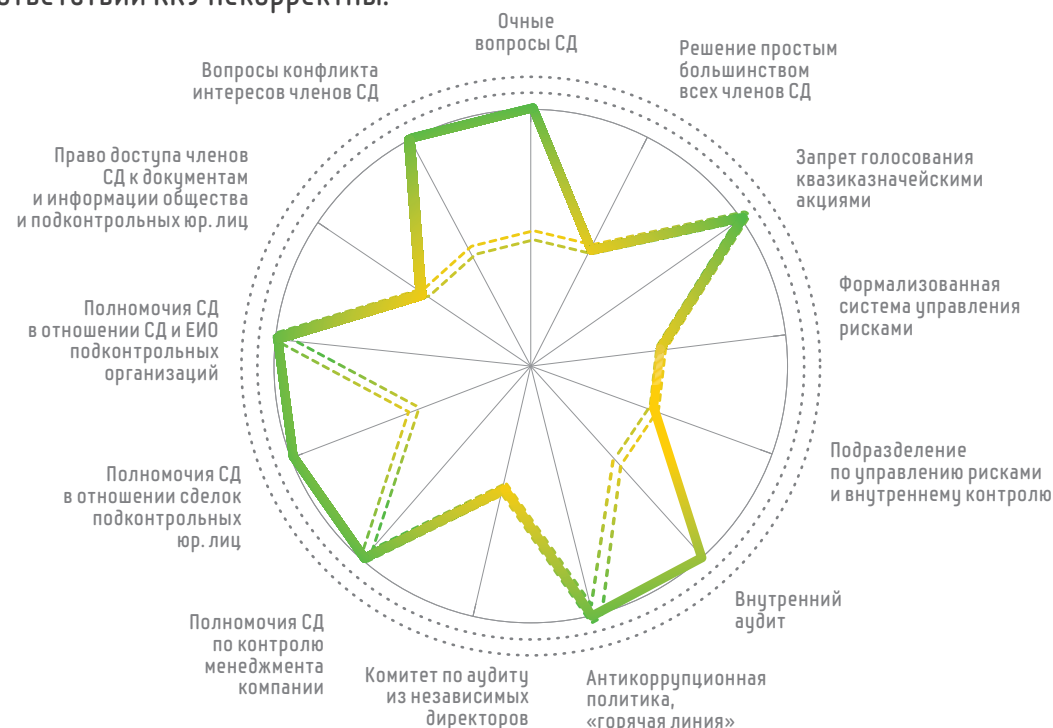 ответствии ККУ некорректны.
Очные
вопросы СД
Решение простым
большинством
всех членов СД
Запрет голосования
квазиказначейскими
акциями
Формализованная
система управления
рисками
Подразделение
по управлению рисками
и внутреннему контролю
Внутренний
аудит
Антикоррупционная
политика,
«горячая линия»
Комитет по аудиту
из независимых
директоров
Полномочия СД
по контролю
менеджмента
компании
Полномочия СД
в отношении сделок
подконтрольных
юр. лиц
Полномочия СД
в отношении СД и ЕИО
подконтрольных
организаций
Право доступа членов
СД к документам
и информации общества
и подконтрольных юр. лиц
Вопросы конфликта
интересов членов СД